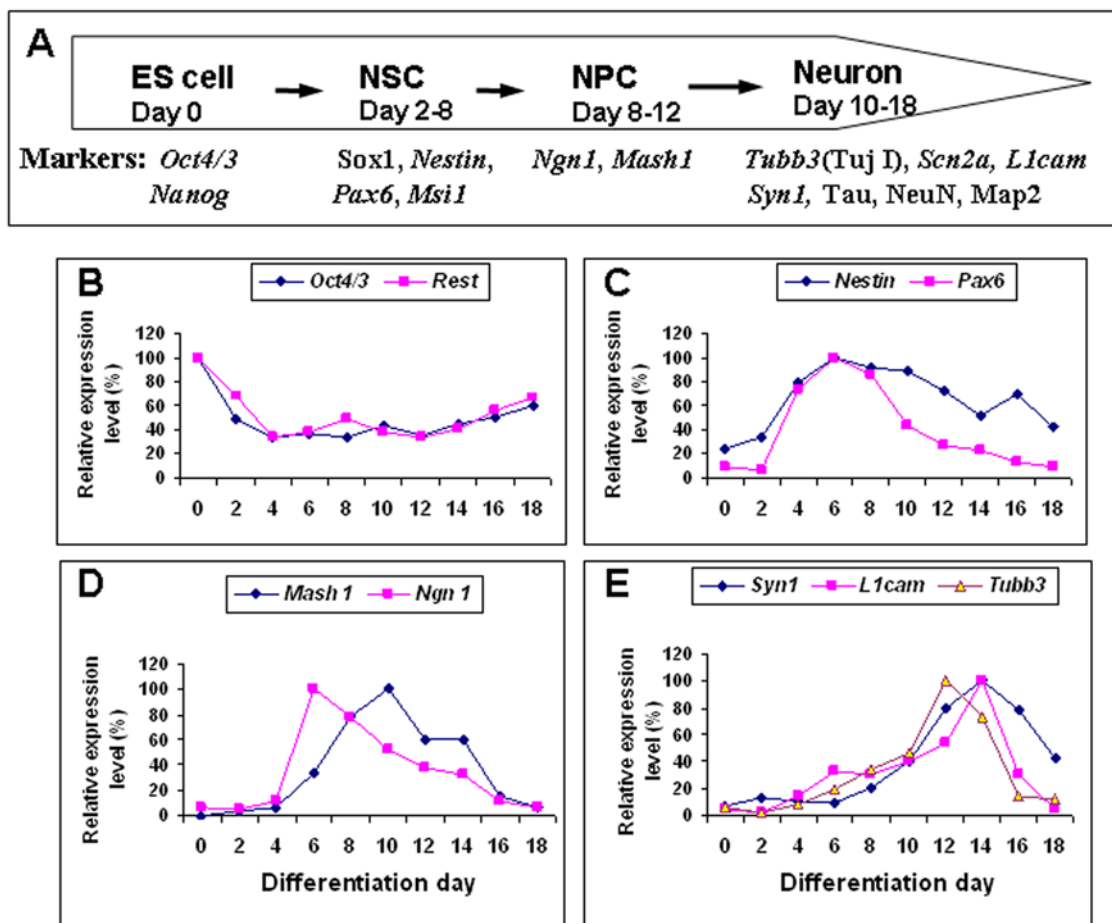 A
ES cell NSC NPC Neuron
Day 0 Day 2-8 Day 8-12 Day 10-18
Markers: Oct4/3 Sox1, Nestin, Ngn1, Mash1 Tubb3(Tuj I), Scn2a, L1cam
Nanog Pax6, Msi1 Syn1, Tau, NeuN, Map2
B
Oct4/3 Rest
Relative expression
level (%)
120
100
80
60
40
20
0
0 2 4 6 8 10 12 14 16 18
C
Nestin Pax6
Relative expression
level (%)
120
100
80
60
40
20
0
0 2 4 6 8 10 12 14 16 18
D
Mash 1 Ngn 1
Relative expression
level (%)
120
100
80
60
40
20
0
0 2 4 6 8 10 12 14 16 18
Differentiation day
E
Syn1 L1cam Tubb3
Relative expression
level (%)
120
100
80
60
40
20
0
0 2 4 6 8 10 12 14 16 18
Differentiation day